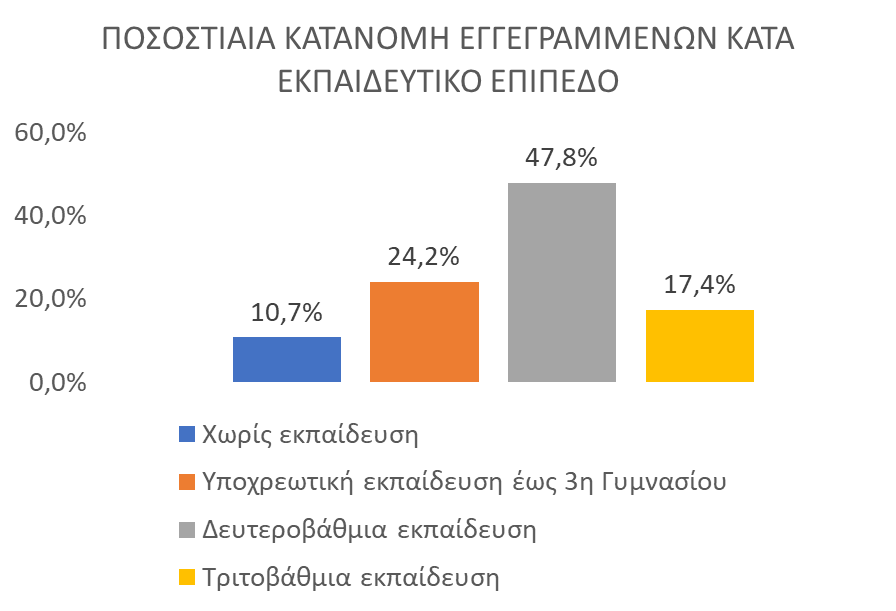 ΠΟΣΟΣΤΙΑΙΑ ΚΑΤΑΝΟΜΗ ΕΓΓΕΓΡΑΜΜΕΝΩΝ ΚΑΤΑ
ΕΚΠΑΙΔΕΥΤΙΚΟ ΕΠΙΠΕΔΟ
60,0%
40,0%
20,0%
0,0%
10,7%
24,2%
47,8%
17,4%
Χωρίς εκπαίδευση
Υποχρεωτική εκπαίδευση έως 3η Γυμνασίου
Δευτεροβάθμια εκπαίδευση
Τριτοβάθμια εκπαίδευση